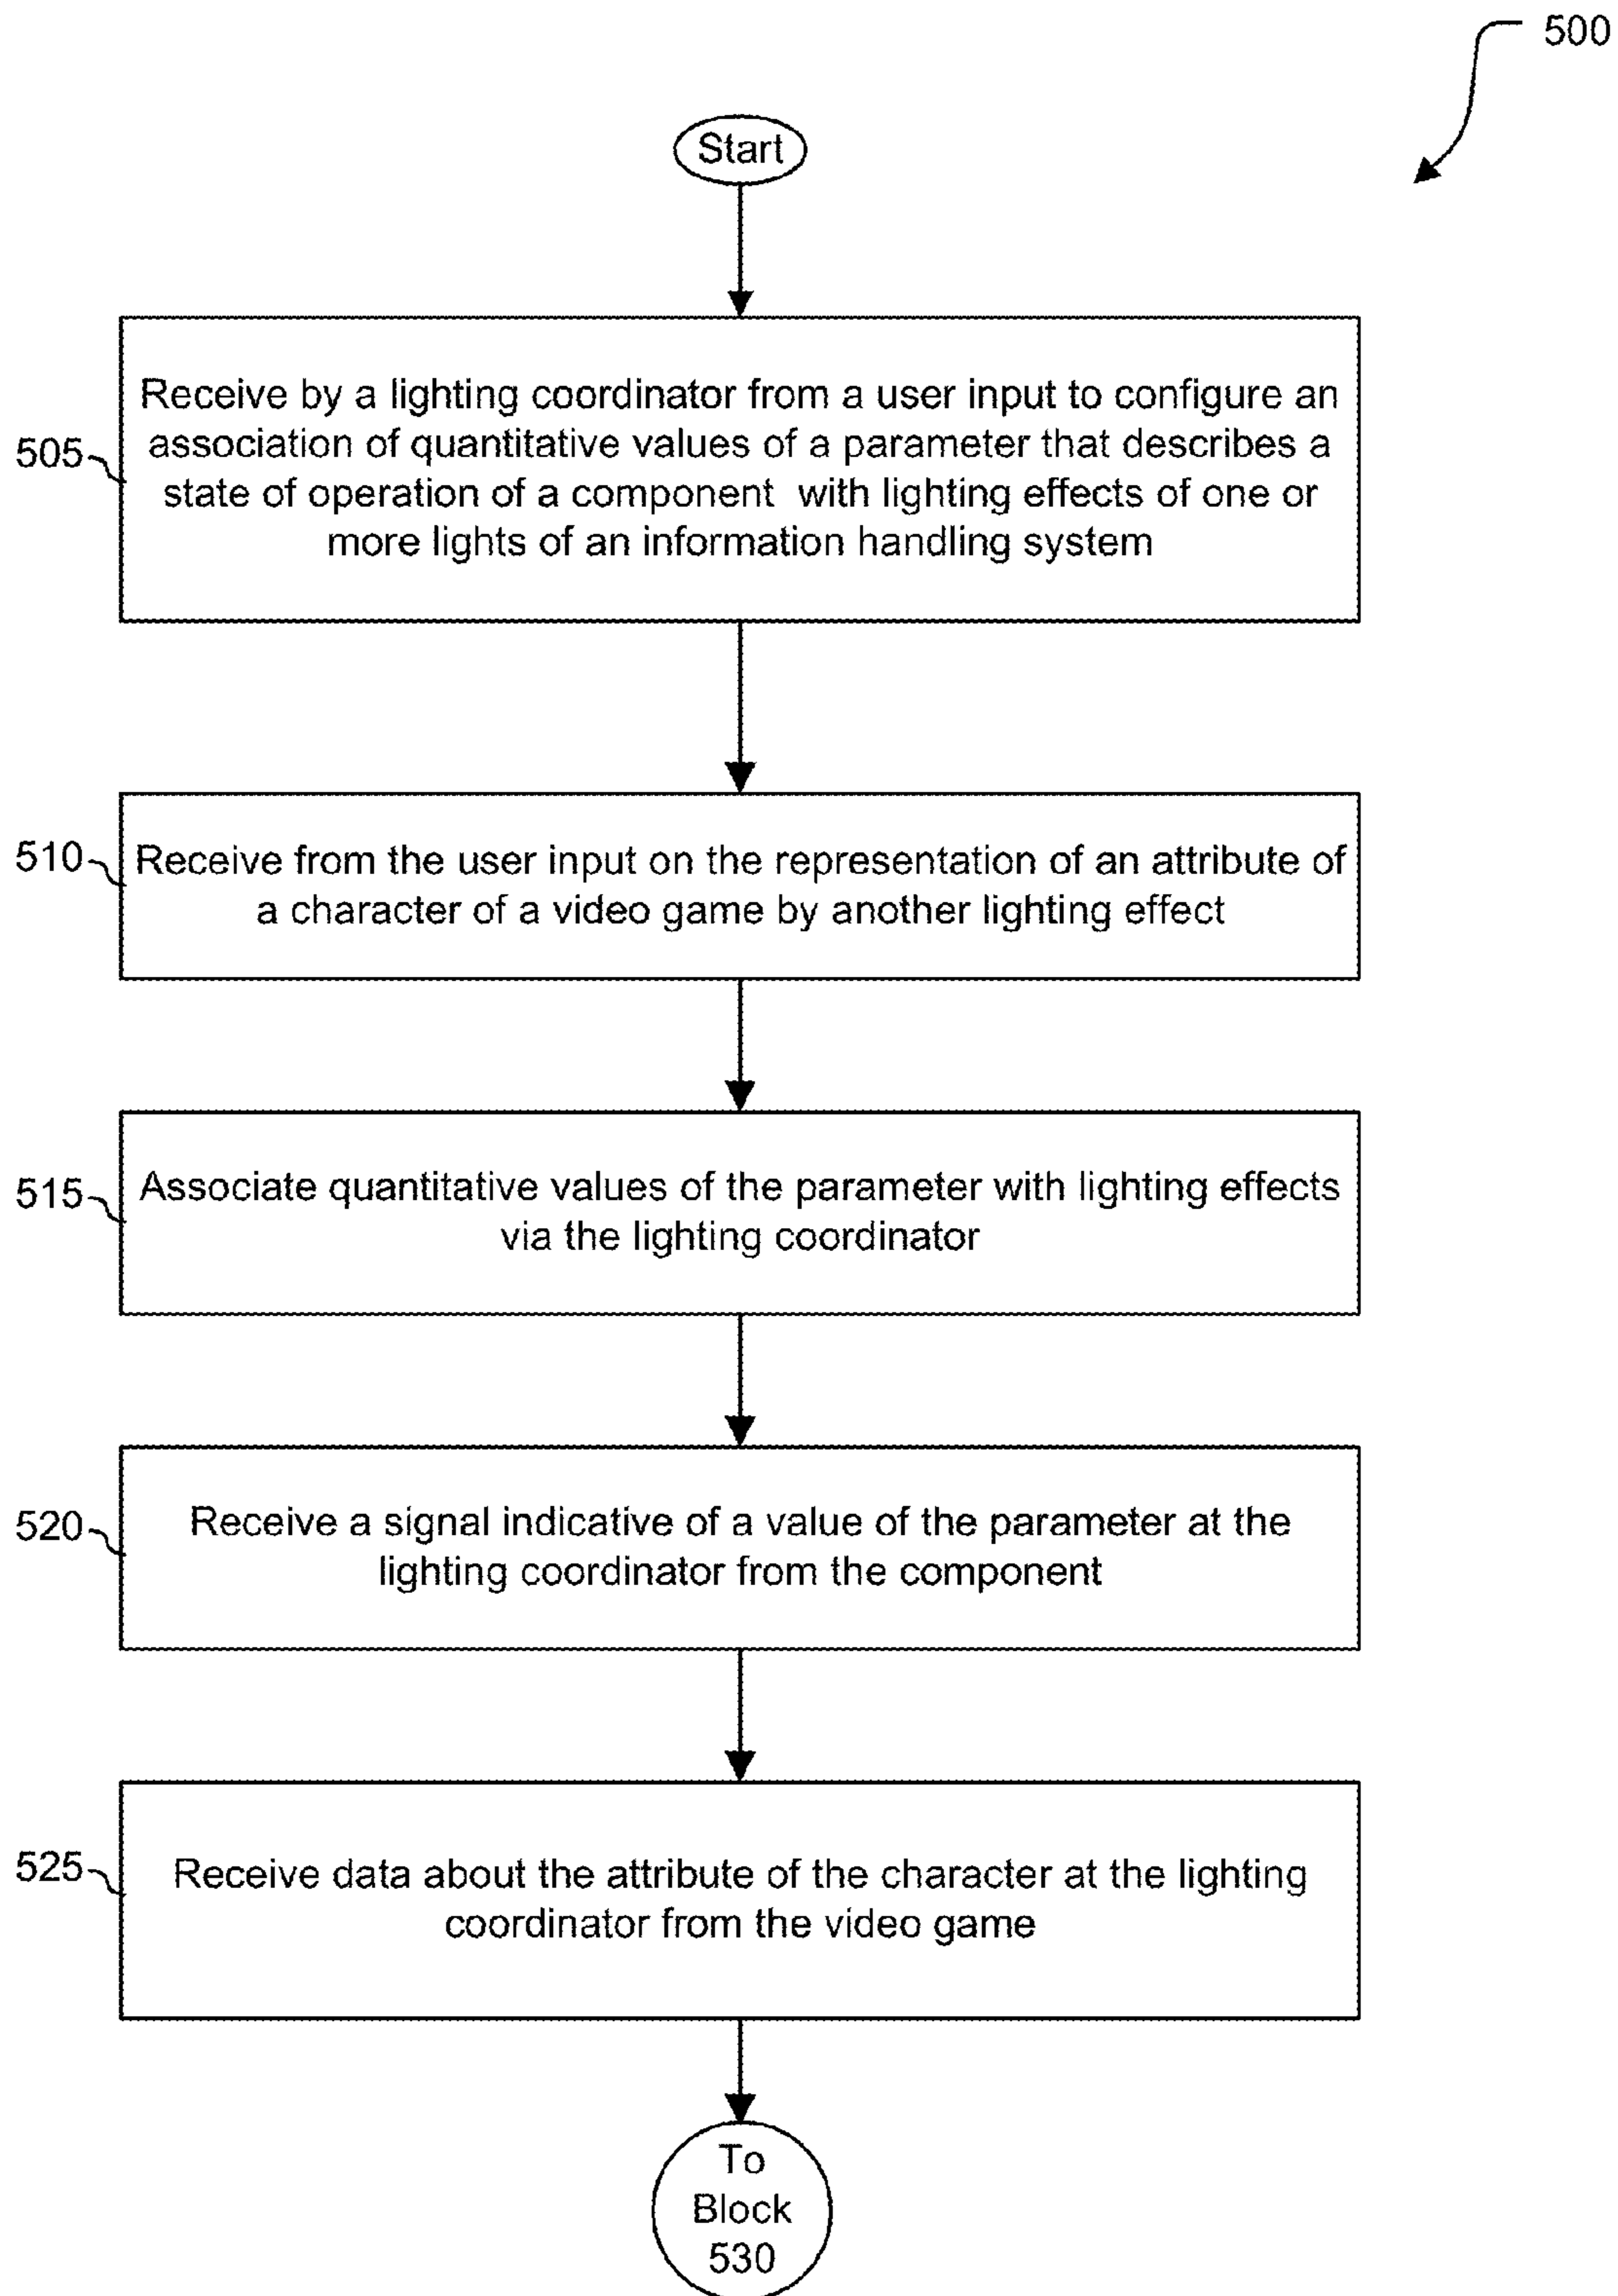 500
Start
505
Receive by a lighting coordinator from a user input to configure an
association of quantitative values of a parameter that describes a
state of operation of a component with lighting effects of one or
more lights of an information handling system
510
Receive from the user input on the representation of an attribute of
a character of a video game by another lighting effect
515
Associate quantitative values of the parameter with lighting effects
via the lighting coordinator
520
Receive a signal indicative of a value of the parameter at the
lighting coordinator from the component
525
Receive data about the attribute of the character at the lighting
coordinator from the video game
To
Block
530